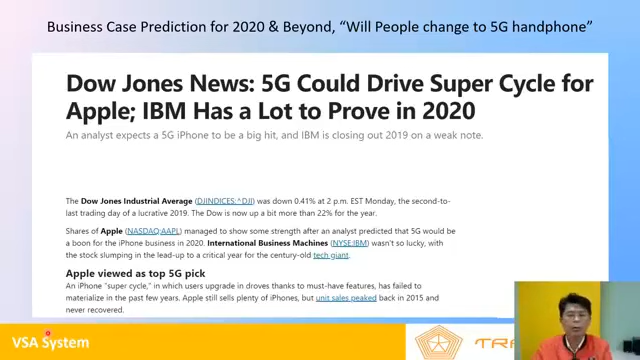 Business Case Prediction for 2020 & Beyond, “Will People change to 5G handphone”
Dow Jones News: 5G Could Drive Super Cycle for
Apple; IBM Has a Lot to Prove in 2020
An analyst expects a 5G iPhone to be a big hit, and IBM is closing out 2019 on a weak note.
The Dow Jones Industrial Average (DJINDICES:^DJI) was down 0.41% at 2 p.m. EST Monday, the second-to-
last trading day of a lucrative 2019. The Dow is now up a bit more than 22% for the year.
Shares of Apple (NASDAQ:AAPL) managed to show some strength after an analyst predicted that 5G would be
a boon for the iPhone business in 2020. International Business Machines (NYSE:IBM) wasn't so lucky, with
the stock slumping in the lead-up to a critical year for the century-old tech giant.
Apple viewed as top 5G pick
An iPhone "super cycle," in which users upgrade in droves thanks to must-have features, has failed to
materialize in the past few years. Apple still sells plenty of iPhones, but unit sales peaked back in 2015 and
never recovered.
VSA System